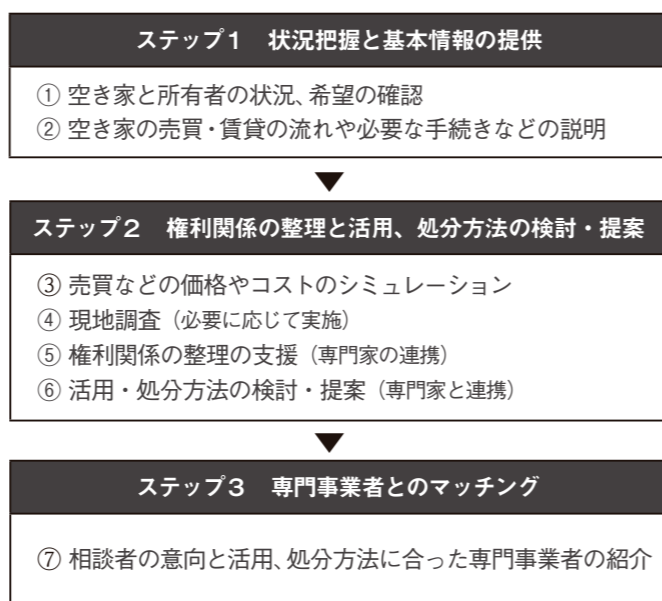 ステップ1　状況把握と基本情報の提供
① 空き家と所有者の状況、希望の確認
② 空き家の売買・賃貸の流れや必要な手続きなどの説明
ステップ2　権利関係の整理と活用、処分方法の検討・提案
③ 売買などの価格やコストのシミュレーション
④ 現地調査（必要に応じて実施）
⑤ 権利関係の整理の支援（専門家の連携）
⑥ 活用・処分方法の検討・提案（専門家と連携）
ステップ3　専門事業者とのマッチング
⑦ 相談者の意向と活用、処分方法に合った専門事業者の紹介